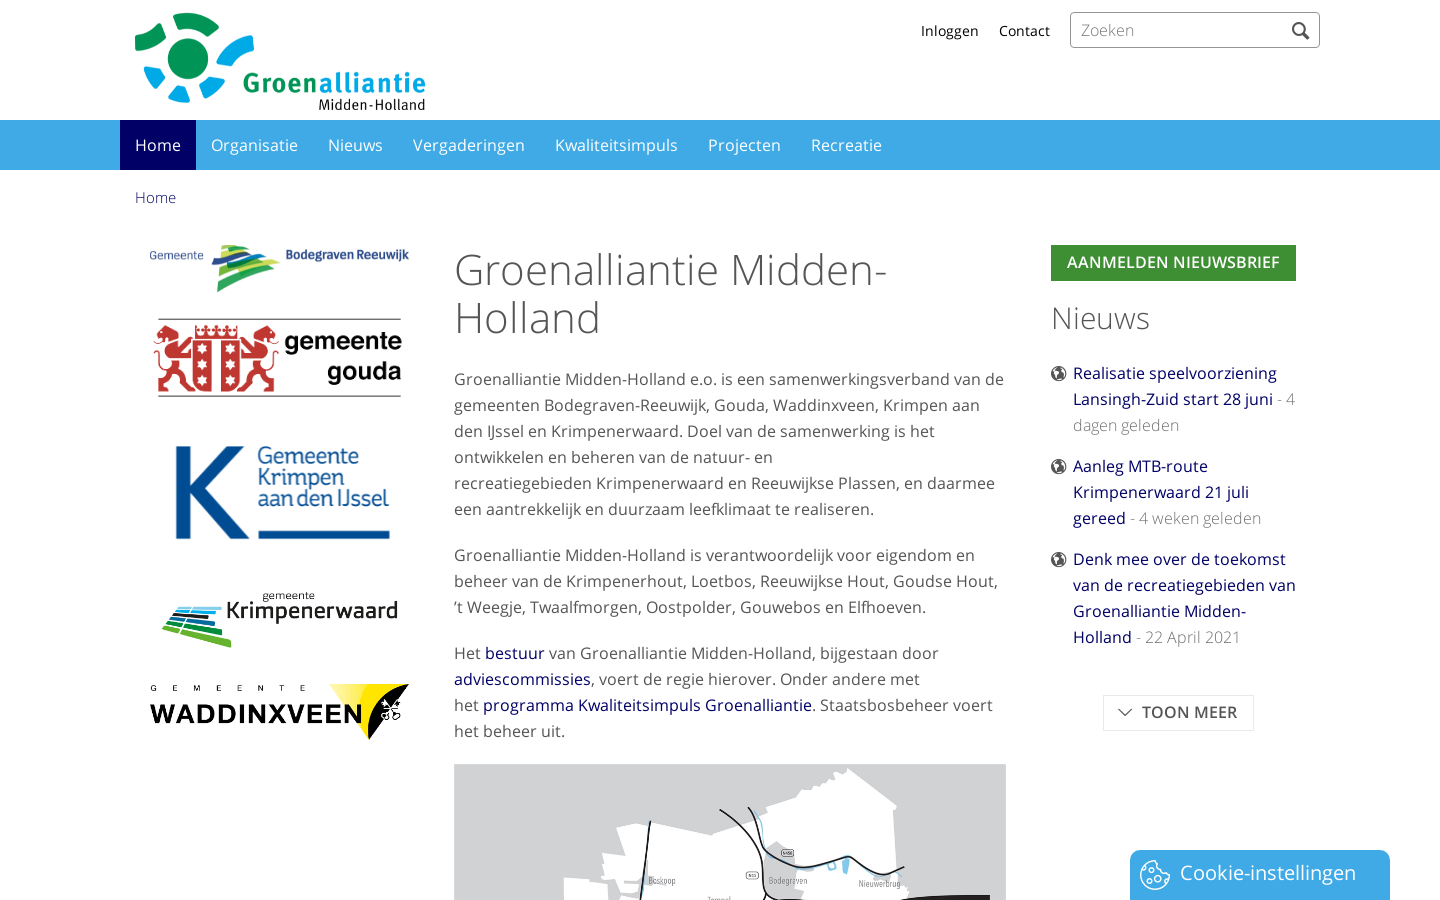 Groenalliantie
Midden-Holland
Inloggen
Contact
Zoeken
Home
Organisatie
Nieuws
Vergaderingen
Kwaliteitsimpuls
Projecten
Recreatie
Home
Gemeente
Bodegraven Reeuwijk
gemeente
gouda
Gemeente
Krimpen
aan den IJssel
gemeente
Krimpenerwaard
GEMEENTE
WADDINXVEEN
Groenalliantie Midden-
Holland
Groenalliantie Midden-Holland e.o. is een samenwerkingsverband van de
gemeenten Bodegraven-Reeuwijk, Gouda, Waddinxveen, Krimpen aan
den IJssel en Krimpenerwaard. Doel van de samenwerking is het
ontwikkelen en beheren van de natuur- en
recreatiegebieden Krimpenerwaard en Reeuwijkse Plassen, en daarmee
een aantrekkelijk en duurzaam leefklimaat te realiseren.
Groenalliantie Midden-Holland is verantwoordelijk voor eigendom en
beheer van de Krimpenerhout, Loetbos, Reeuwijkse Hout, Goudse Hout,
’t Weegje, Twaalfmorgen, Oostpolder, Gouwebos en Elfhoeven.
Het bestuur van Groenalliantie Midden-Holland, bijgestaan door
adviescommissies, voert de regie hierover. Onder andere met
het programma Kwaliteitsimpuls Groenalliantie. Staatsbosbeheer voert
het beheer uit.
Boskoop
Bodegraven
Nieuwerbrug
AANMELDEN NIEUWSBRIEF
Nieuws
Realisatie speelvoorziening
Lansingh-Zuid start 28 juni - 4
dagen geleden
Aanleg MTB-route
Krimpenerwaard 21 juli
gereed - 4 weken geleden
Denk mee over de toekomst
van de recreatiegebieden van
Groenalliantie Midden-
Holland - 22 April 2021
TOON MEER
Cookie-instellingen